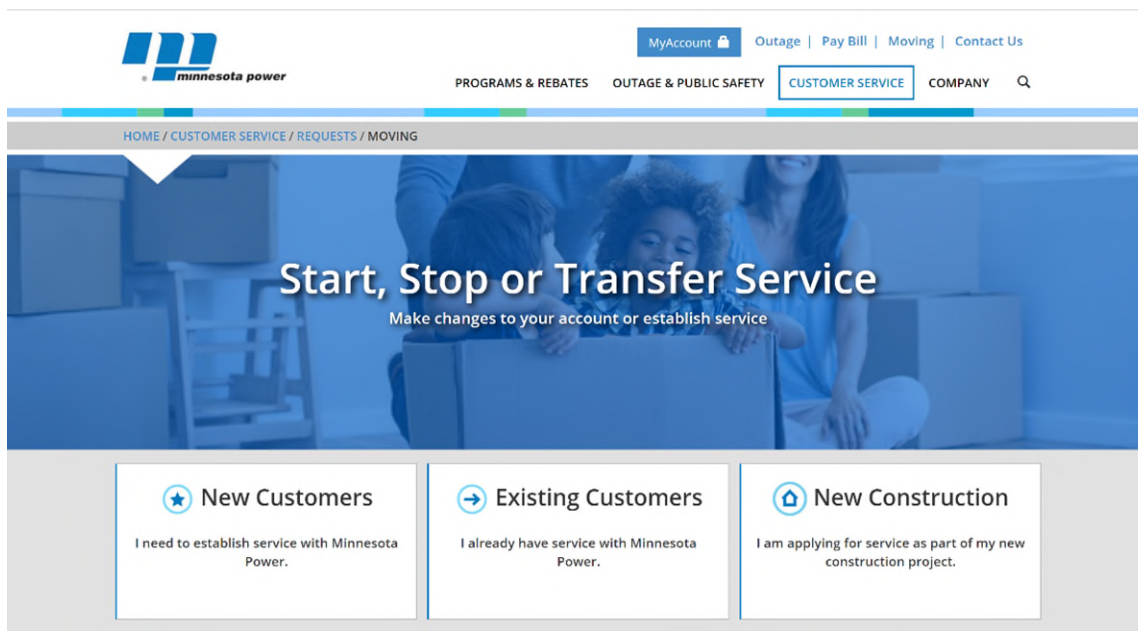 MyAccount
Outage | Pay Bill | Moving | Contact Us
® minnesota power
PROGRAMS & REBATES OUTAGE & PUBLIC SAFETY CUSTOMER SERVICE COMPANY
HOME / CUSTOMER SERVICE / REQUESTS / MOVING
Start, Stop or Transfer Service
Make changes to your account or establish service
New Customers
I need to establish service with Minnesota
Power.
Existing Customers
I already have service with Minnesota
Power.
New Construction
I am applying for service as part of my new
construction project.